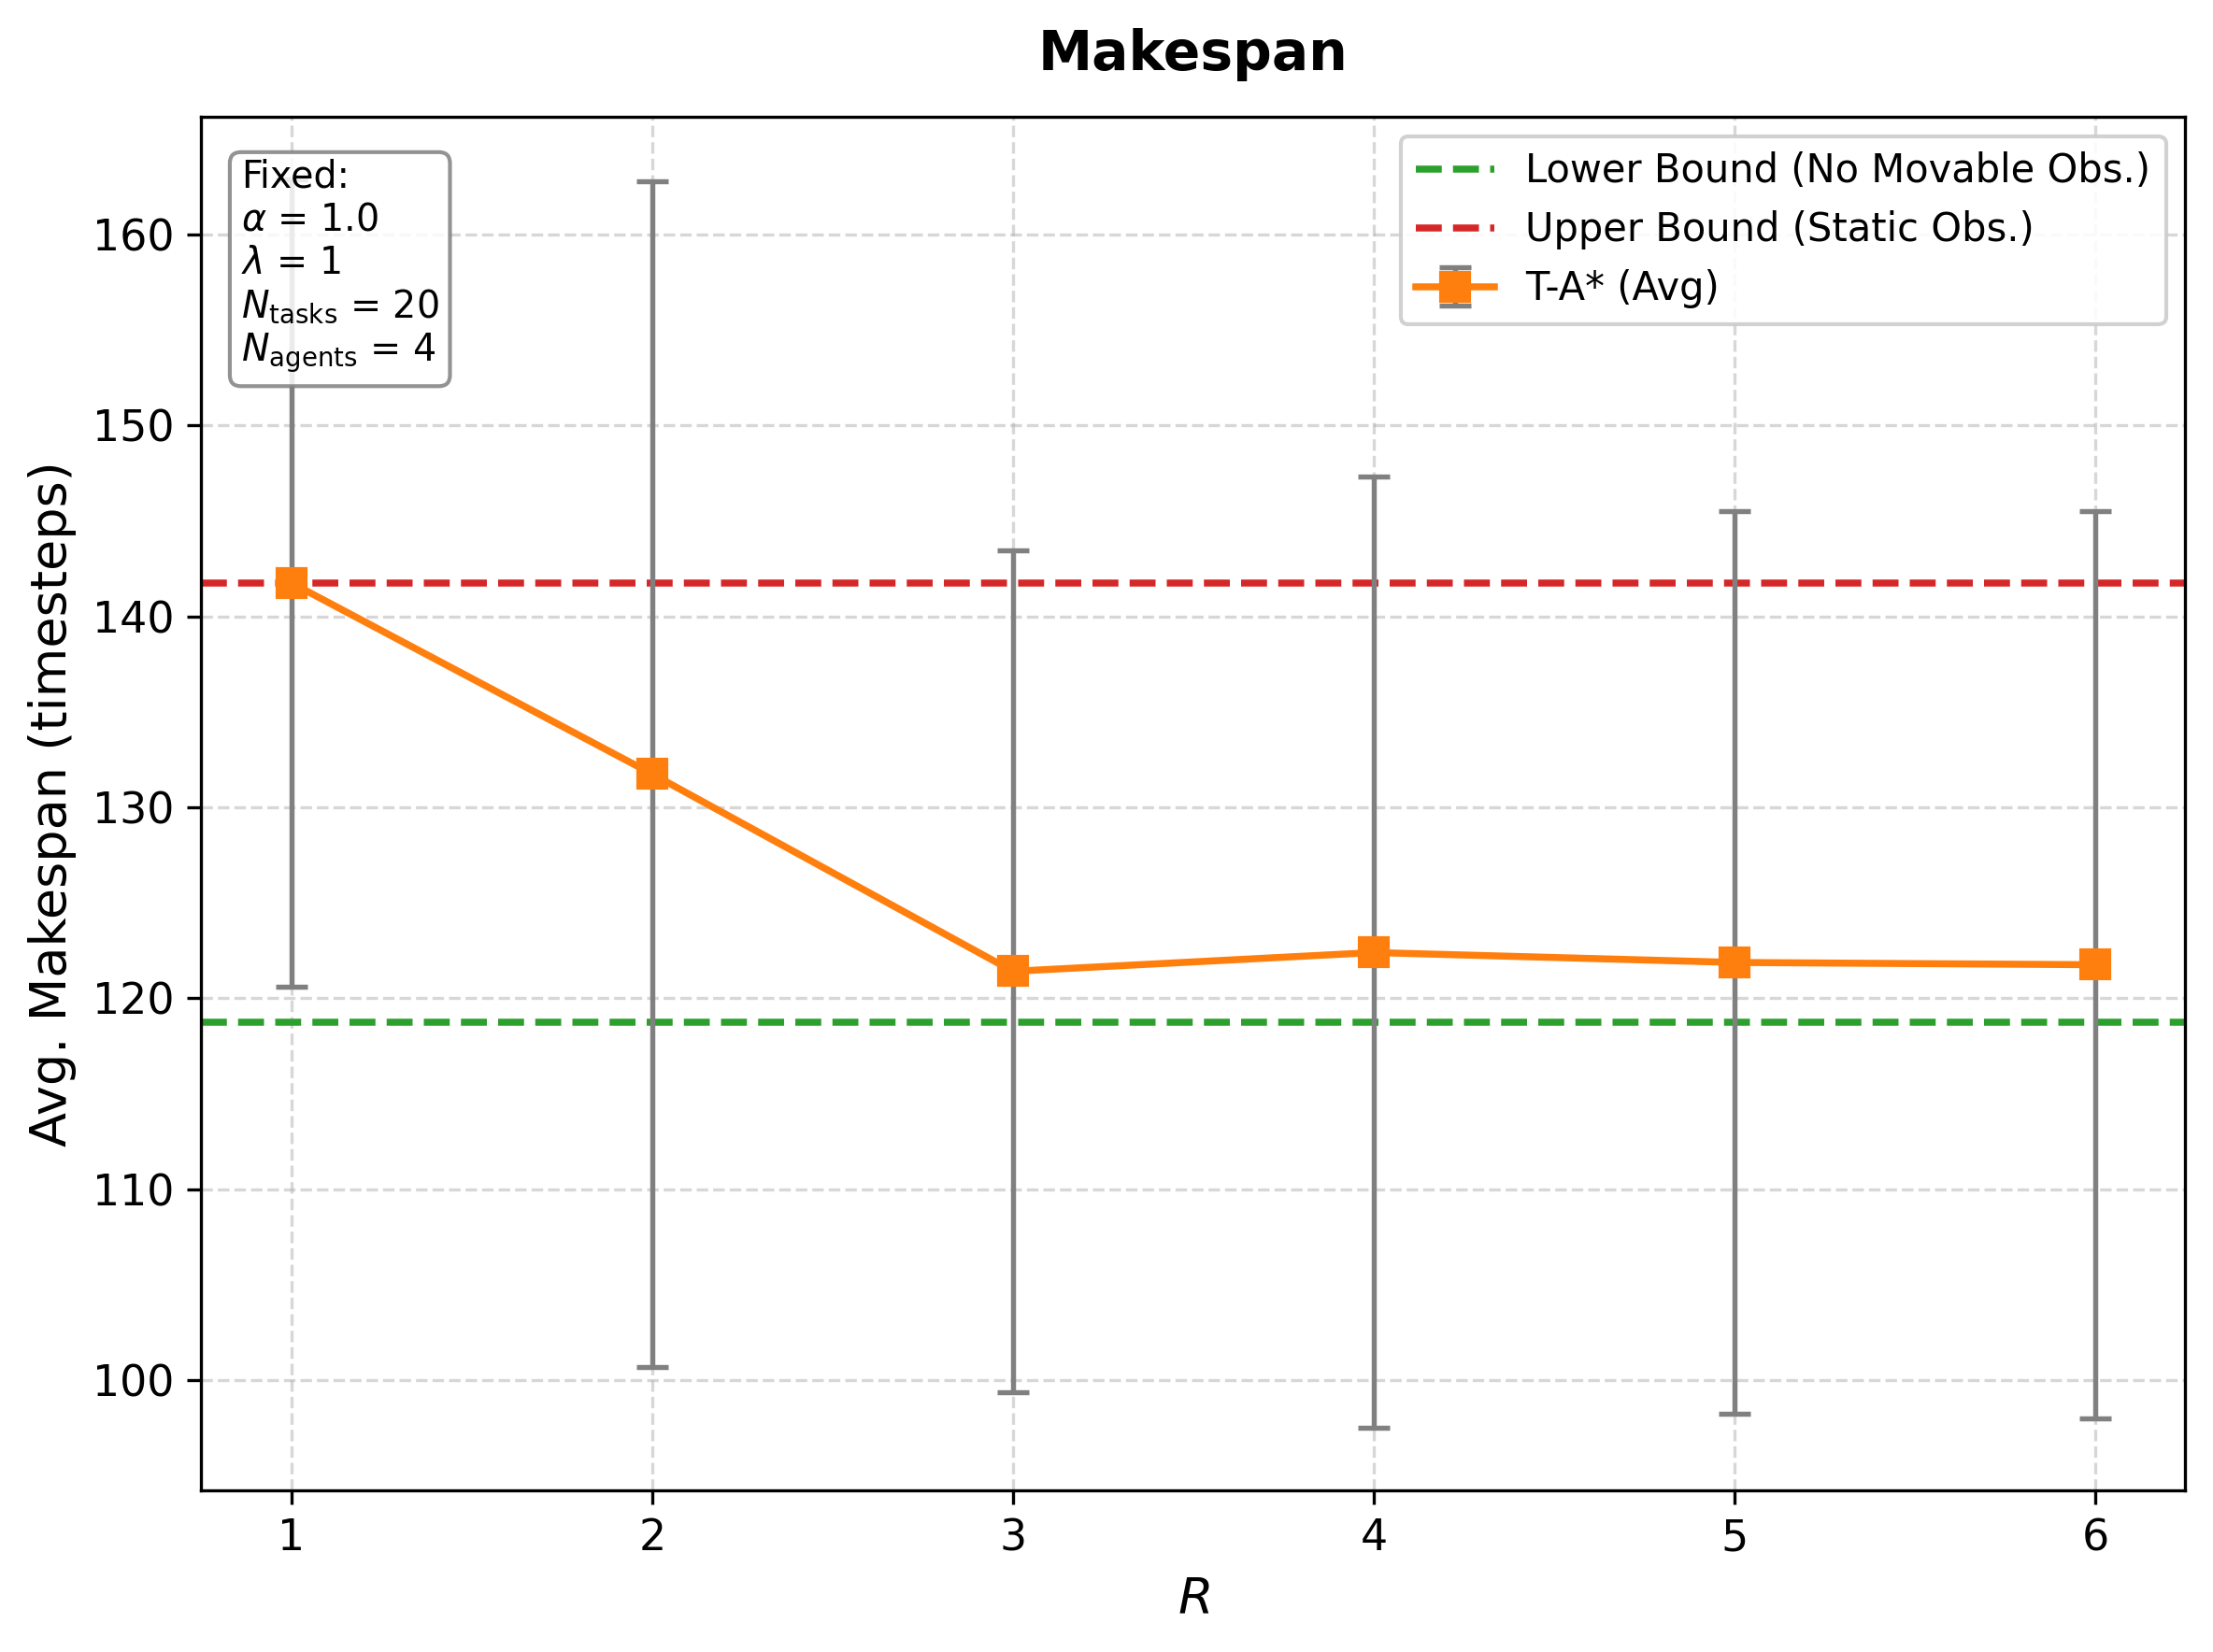 Makespan
Fixed:
α = 1.0
λ = 1
N_tasks = 20
N_agents = 4
Lower Bound (No Movable Obs.)
Upper Bound (Static Obs.)
T-A* (Avg)
Avg. Makespan (timesteps)
160
150
140
130
120
110
100
1 2 3 4 5 6
R